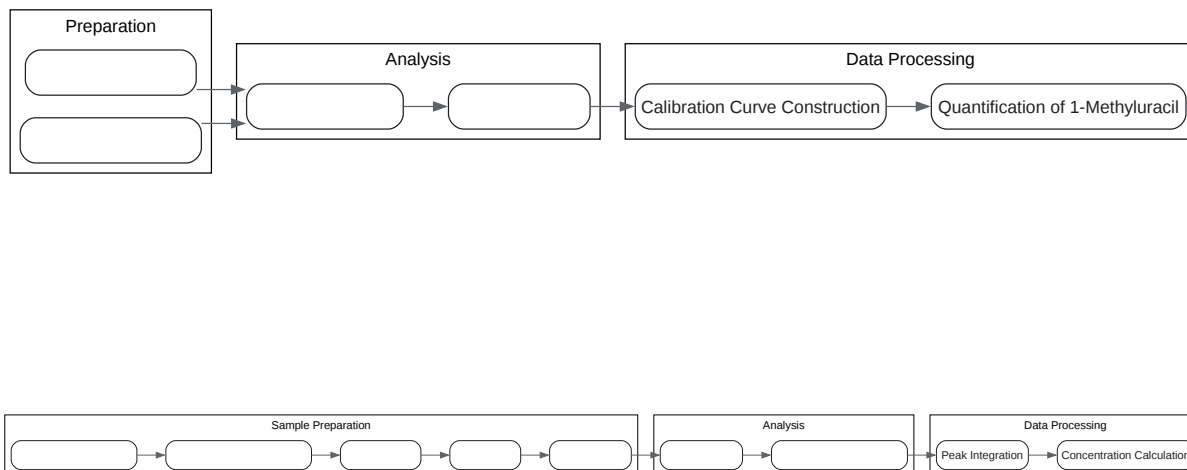 Preparation
Analysis
Data Processing
Calibration Curve Construction
Quantification of 1-Methyluracil
Sample Preparation
Analysis
Data Processing
Peak Integration
Concentration Calculation